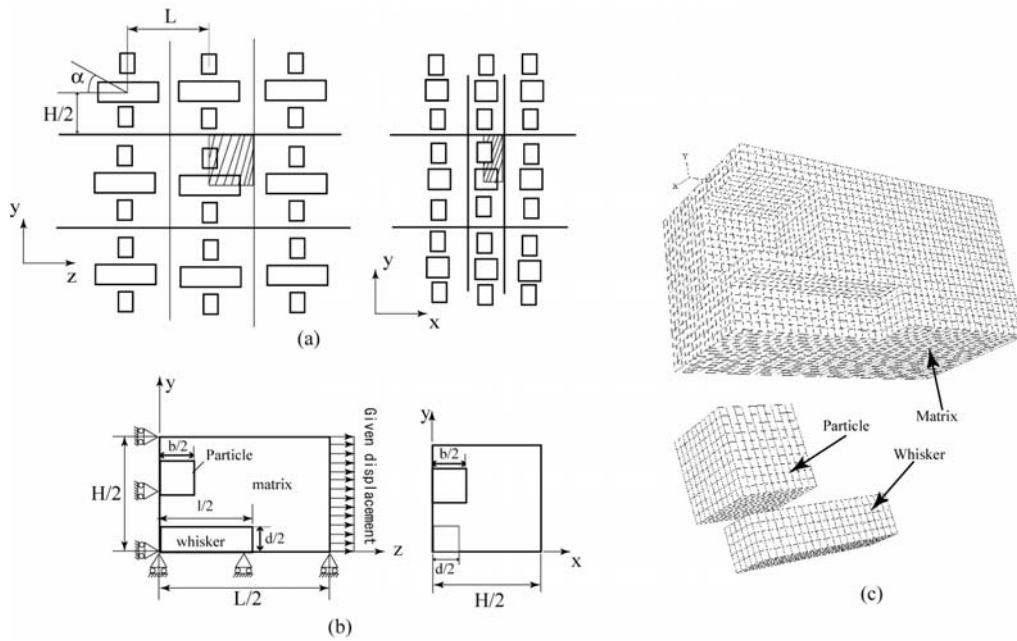 L
α
H/2
y
z
y
x
(a)
Y
X
Matrix
Particle
Whisker
(c)
y
b/2
Particle
H/2
matrix
l/2
whisker
d/2
Given displacement
z
L/2
y
b/2
d/2
x
H/2
(b)